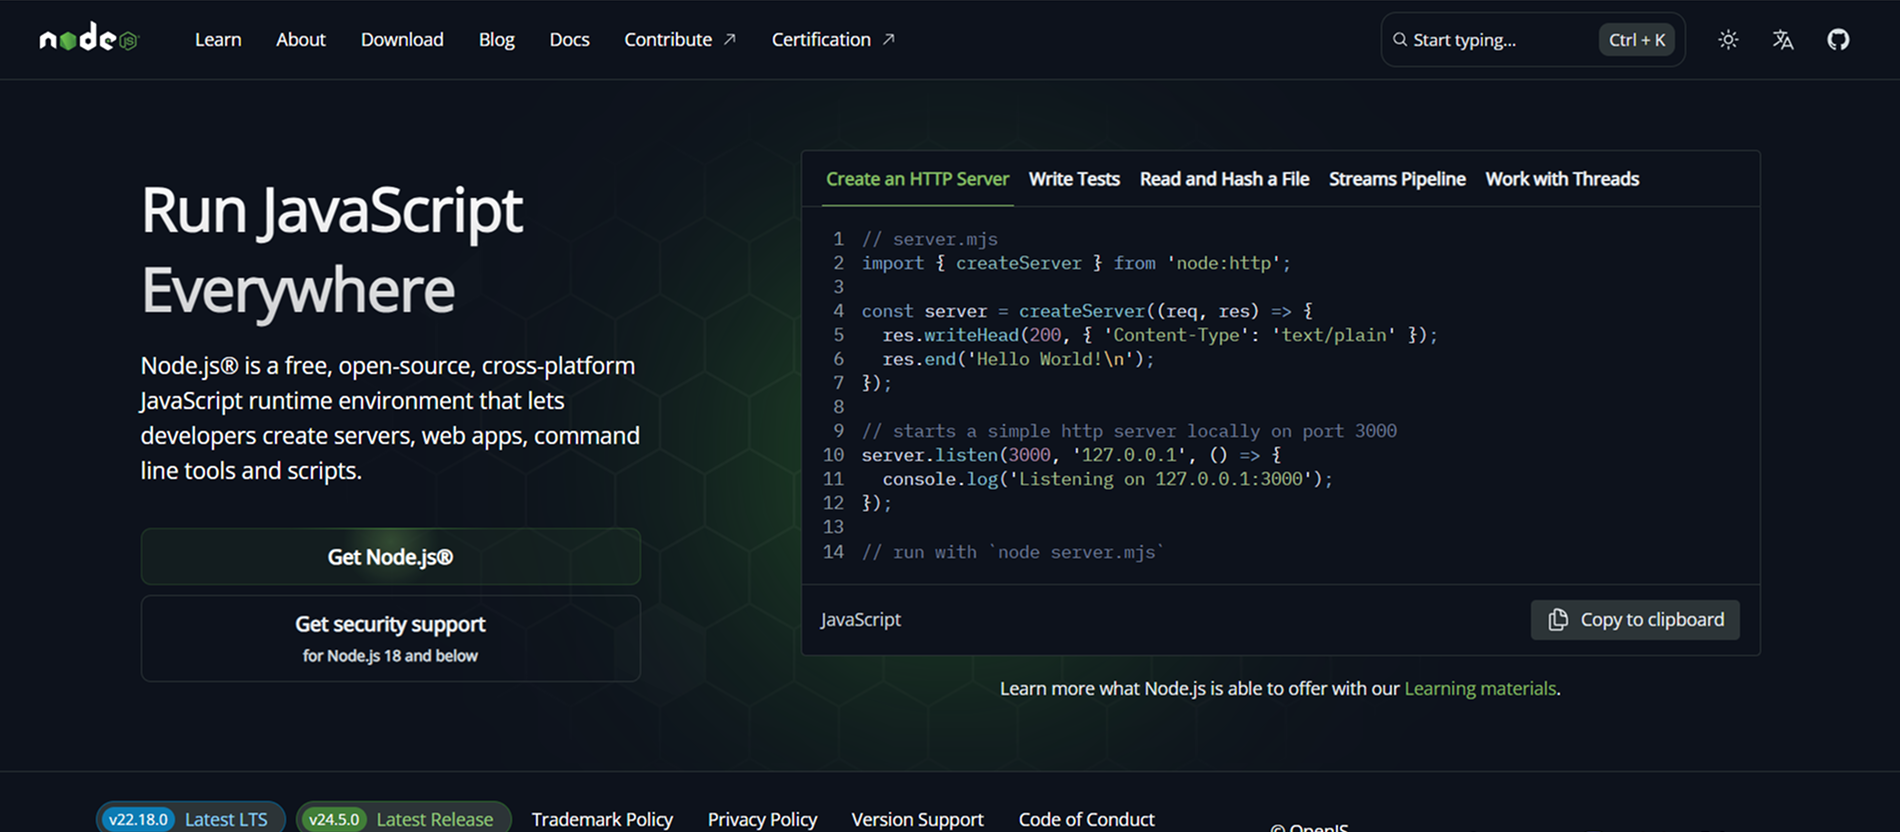 node JS
Learn
About
Download
Blog
Docs
Contribute
Certification
Start typing...
Ctrl + K
Run JavaScript
Everywhere
Node.js® is a free, open-source, cross-platform
JavaScript runtime environment that lets
developers create servers, web apps, command
line tools and scripts.
Get Node.js®
Get security support
for Node.js 18 and below
Create an HTTP Server
Write Tests
Read and Hash a File
Streams Pipeline
Work with Threads
1 // server.mjs
2 import { createServer } from 'node:http';
3
4 const server = createServer((req, res) => {
5   res.writeHead(200, { 'Content-Type': 'text/plain' });
6   res.end('Hello World!\n');
7 });
8
9 // starts a simple http server locally on port 3000
10 server.listen(3000, '127.0.0.1', () => {
11   console.log('Listening on 127.0.0.1:3000');
12 });
13
14 // run with `node server.mjs`
JavaScript
Copy to clipboard
Learn more what Node.js is able to offer with our Learning materials.
v22.18.0 Latest LTS
v24.5.0 Latest Release
Trademark Policy
Privacy Policy
Version Support
Code of Conduct
© OpenJS